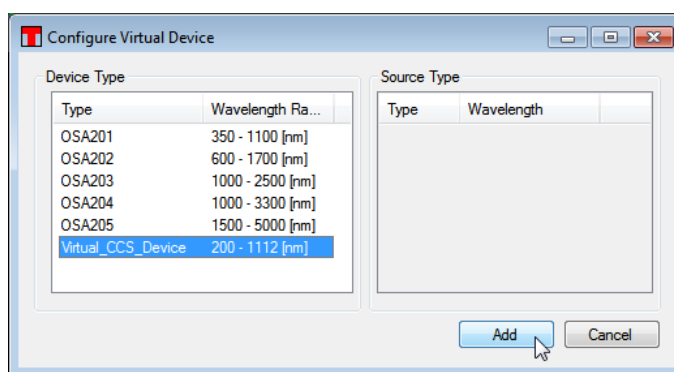 Configure Virtual Device
Device Type
Source Type
Type Wavelength Ra...
Type Wavelength
OSA201 350 - 1100 [nm]
OSA202 600 - 1700 [nm]
OSA203 1000 - 2500 [nm]
OSA204 1000 - 3300 [nm]
OSA205 1500 - 5000 [nm]
Virtual_CCS_Device 200 - 1112 [nm]
Add Cancel